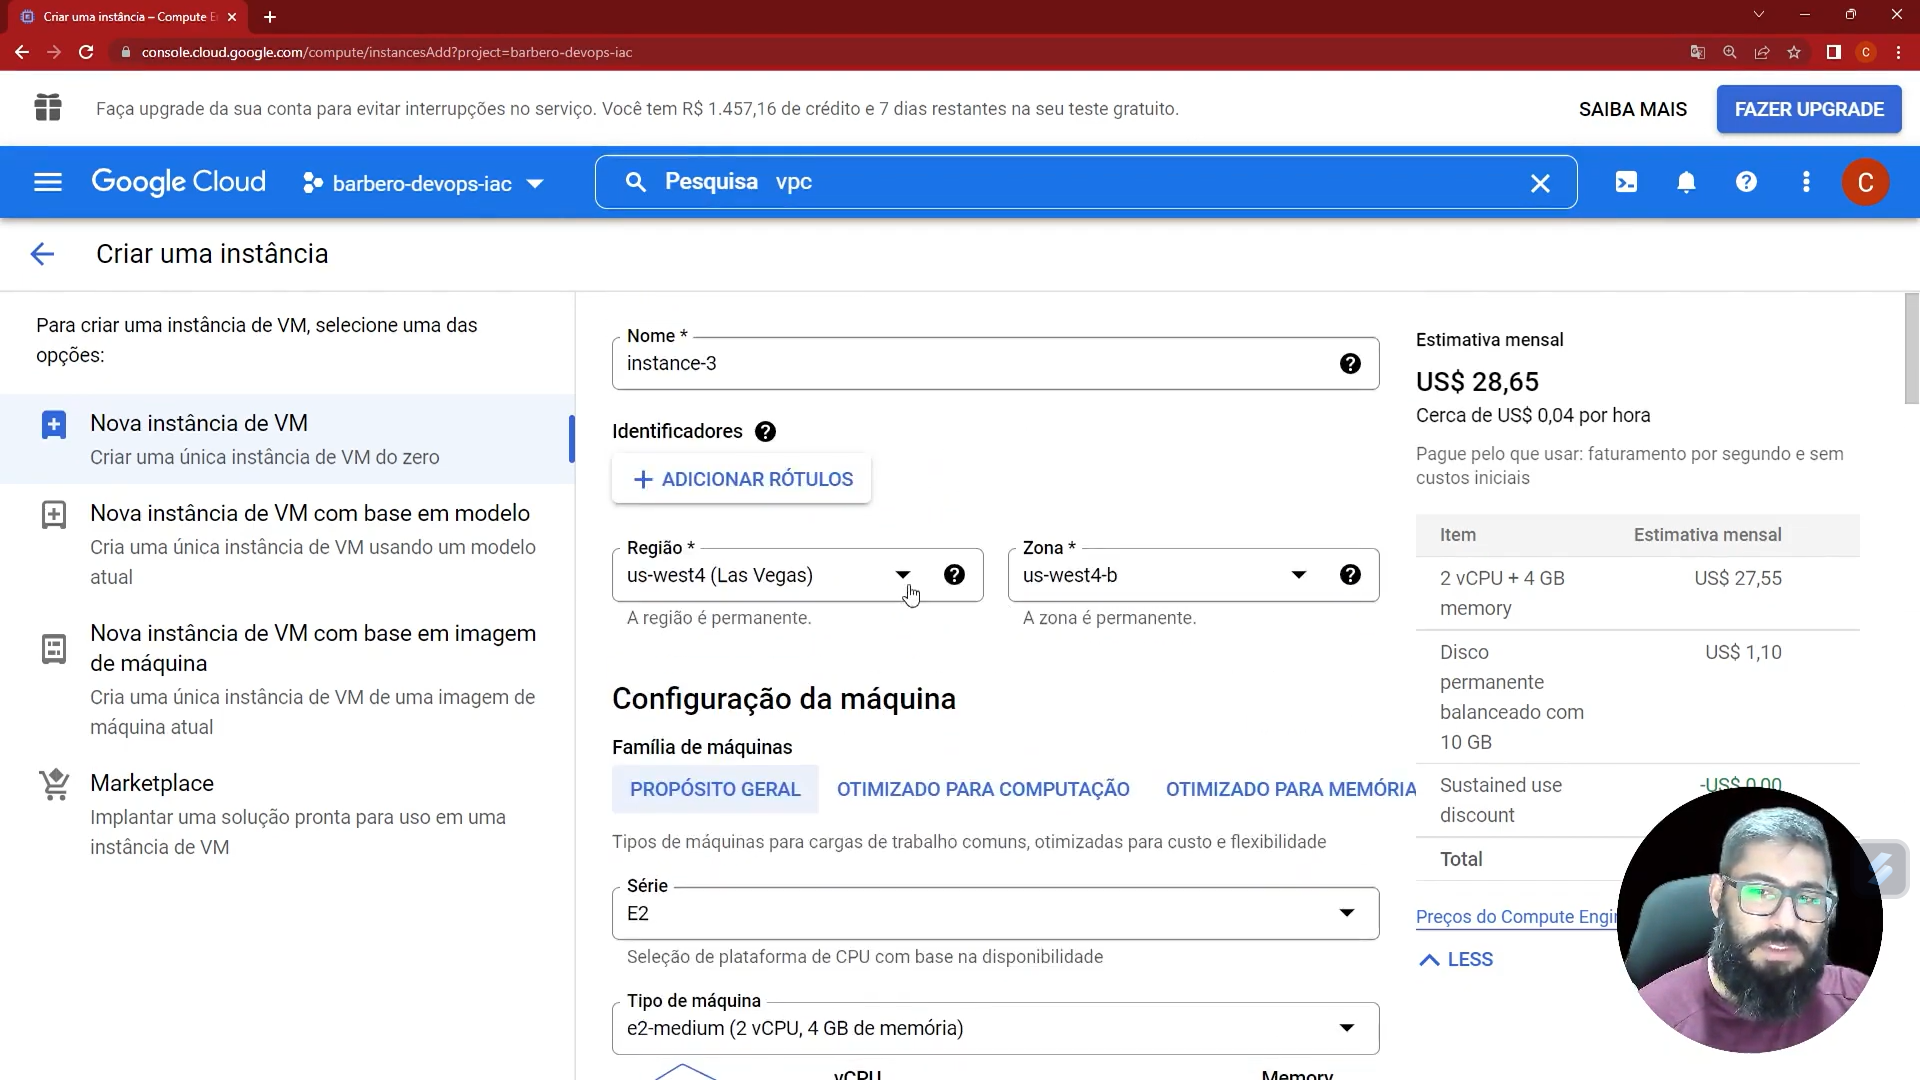 Criar uma instância – Compute E
console.cloud.google.com/compute/instancesAdd?project=barbero-devops-iac
C
Faça upgrade da sua conta para evitar interrupções no serviço. Você tem R$ 1.457,16 de crédito e 7 dias restantes na seu teste gratuito.
SAIBA MAIS
FAZER UPGRADE
Google Cloud
barbero-devops-iac
Pesquisa vpc
C
Criar uma instância
Para criar uma instância de VM, selecione uma das
opções:
Nova instância de VM
Criar uma única instância de VM do zero
Nova instância de VM com base em modelo
Cria uma única instância de VM usando um modelo
atual
Nova instância de VM com base em imagem
de máquina
Cria uma única instância de VM de uma imagem de
máquina atual
Marketplace
Implantar uma solução pronta para uso em uma
instância de VM
Nome *
instance-3
Identificadores
ADICIONAR RÓTULOS
Região *
us-west4 (Las Vegas)
A região é permanente.
Zona *
us-west4-b
A zona é permanente.
Configuração da máquina
Família de máquinas
PROPÓSITO GERAL
OTIMIZADO PARA COMPUTAÇÃO
OTIMIZADO PARA MEMÓRIA
Tipos de máquinas para cargas de trabalho comuns, otimizadas para custo e flexibilidade
Série
E2
Seleção de plataforma de CPU com base na disponibilidade
Tipo de máquina
e2-medium (2 vCPU, 4 GB de memória)
vCPU
Memory
Estimativa mensal
US$ 28,65
Cerca de US$ 0,04 por hora
Pague pelo que usar: faturamento por segundo e sem
custos iniciais
Item
Estimativa mensal
2 vCPU + 4 GB
memory
US$ 27,55
Disco
permanente
balanceado com
10 GB
US$ 1,10
Sustained use
discount
-US$ 0,00
Total
Preços do Compute Engin
LESS